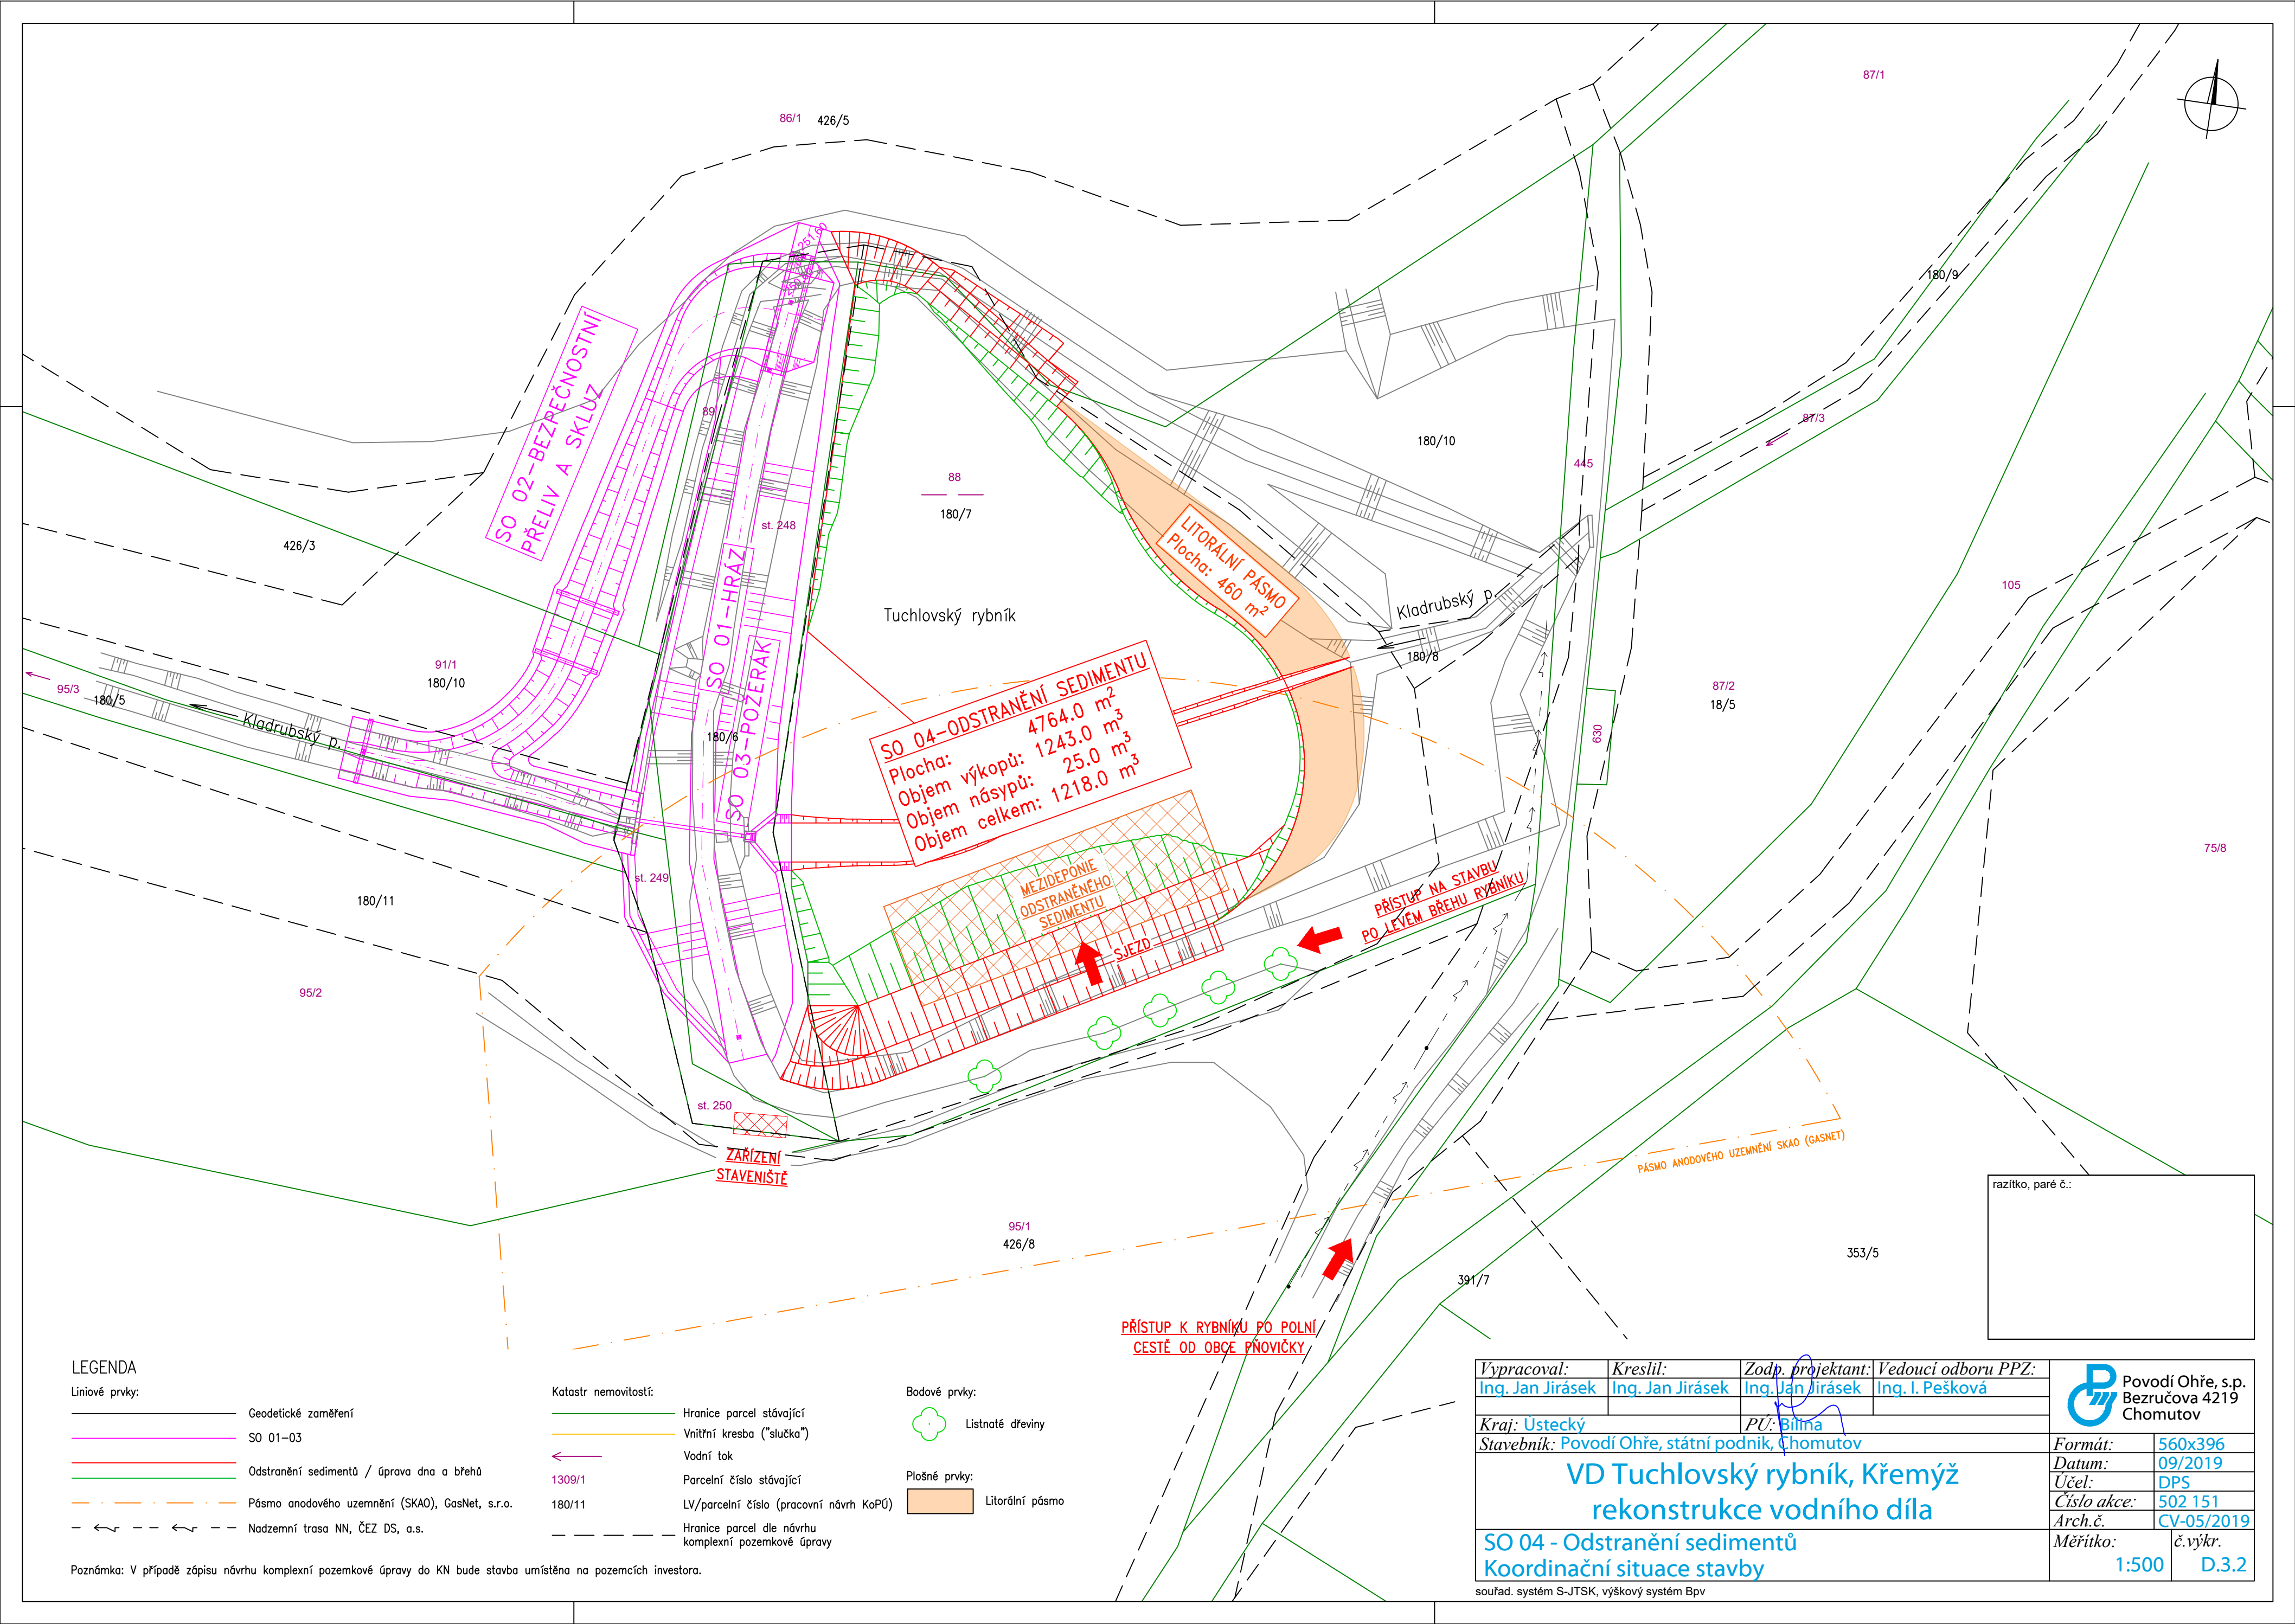 87/1
86/1
426/5
180/9
251,60
SO 02-BEZPEČNOSTNÍ
PŘELIV A SKLUZ
89
87/3
180/10
445
88
180/7
st. 248
426/3
LITORÁLNÍ PÁSMO
Plocha: 460 m²
105
Tuchlovský rybník
Kladrubský p.
180/8
SO 01-HRÁZ
SO 03-POŽERÁK
180/6
91/1
180/10
95/3
180/5
Kladrubský p.
87/2
18/5
630
SO 04-ODSTRANĚNÍ SEDIMENTU
Plocha: 4764.0 m²
Objem výkopů: 1243.0 m³
Objem násypů: 25.0 m³
Objem celkem: 1218.0 m³
75/8
MEZIDEPONIE
ODSTRANĚNÉHO
SEDIMENTU
st. 249
180/11
PŘÍSTUP NA STAVBU
PO LEVÉM BŘEHU RYBNÍKU
SJEZD
95/2
st. 250
ZAŘÍZENÍ
STAVENIŠTĚ
PÁSMO ANODOVÉHO UZEMNĚNÍ SKAO (GASNET)
95/1
426/8
353/5
391/7
PŘÍSTUP K RYBNÍKU PO POLNÍ
CESTĚ OD OBCE PŇOVIČKY
razítko, paré č.:
LEGENDA
Liniové prvky:
Geodetické zaměření
SO 01-03
Odstranění sedimentů / úprava dna a břehů
Pásmo anodového uzemnění (SKAO), GasNet, s.r.o.
Nadzemní trasa NN, ČEZ DS, a.s.
Katastr nemovitostí:
Hranice parcel stávající
Vnitřní kresba ("slučka")
Vodní tok
1309/1 Parcelní číslo stávající
180/11 LV/parcelní číslo (pracovní návrh KoPÚ)
Hranice parcel dle návrhu
komplexní pozemkové úpravy
Bodové prvky:
Listnaté dřeviny
Plošné prvky:
Litorální pásmo
Poznámka: V případě zápisu návrhu komplexní pozemkové úpravy do KN bude stavba umístěna na pozemcích investora.
Vypracoval: Kreslil: Zodp. projektant: Vedoucí odboru PPZ:
Ing. Jan Jirásek Ing. Jan Jirásek Ing. Jan Jirásek Ing. I. Pešková
Kraj: Ústecký PÚ: Bílina
Stavebník: Povodí Ohře, státní podnik, Chomutov
VD Tuchlovský rybník, Křemýž
rekonstrukce vodního díla
SO 04 - Odstranění sedimentů
Koordinační situace stavby
Povodí Ohře, s.p.
Bezručova 4219
Chomutov
Formát: 560x396
Datum: 09/2019
Účel: DPS
Číslo akce: 502 151
Arch.č. CV-05/2019
Měřítko: č.výkr.
1:500 D.3.2
souřad. systém S-JTSK, výškový systém Bpv